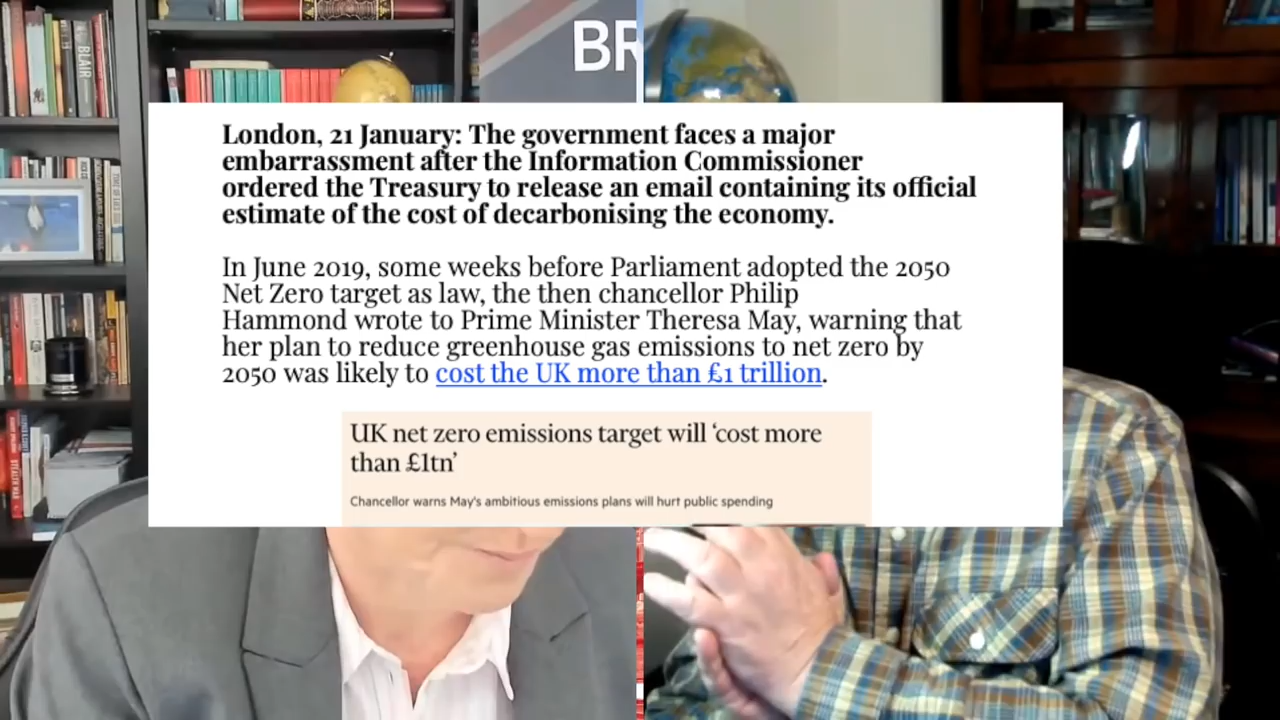 BR
BLAIR
London, 21 January: The government faces a major
embarrassment after the Information Commissioner
ordered the Treasury to release an email containing its official
estimate of the cost of decarbonising the economy.
In June 2019, some weeks before Parliament adopted the 2050
Net Zero target as law, the then chancellor Philip
Hammond wrote to Prime Minister Theresa May, warning that
her plan to reduce greenhouse gas emissions to net zero by
2050 was likely to cost the UK more than £1 trillion.
UK net zero emissions target will ‘cost more
than £1tn’
Chancellor warns May's ambitious emissions plans will hurt public spending